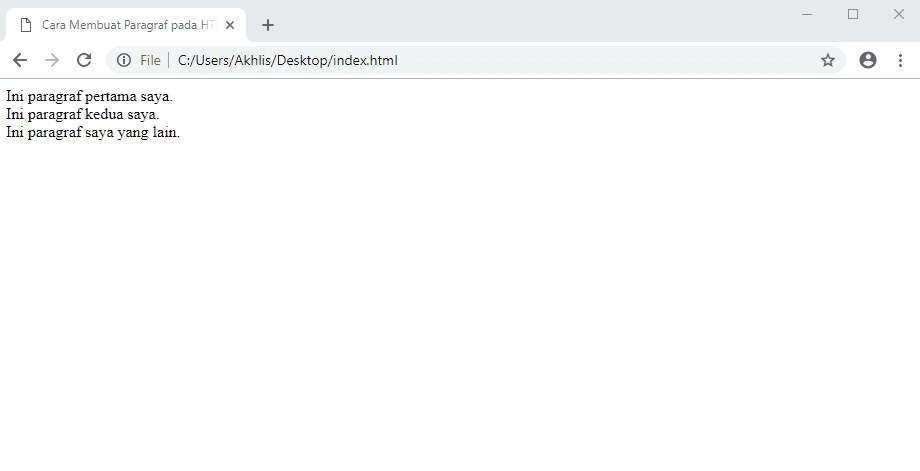 Cara Membuat Paragraf pada HT
File
C:/Users/Akhlis/Desktop/index.html
Ini paragraf pertama saya.
Ini paragraf kedua saya.
Ini paragraf saya yang lain.